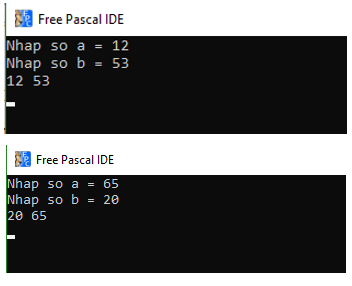 Free Pascal IDE
Nhap so a = 12
Nhap so b = 53
12 53
Free Pascal IDE
Nhap so a = 65
Nhap so b = 20
20 65